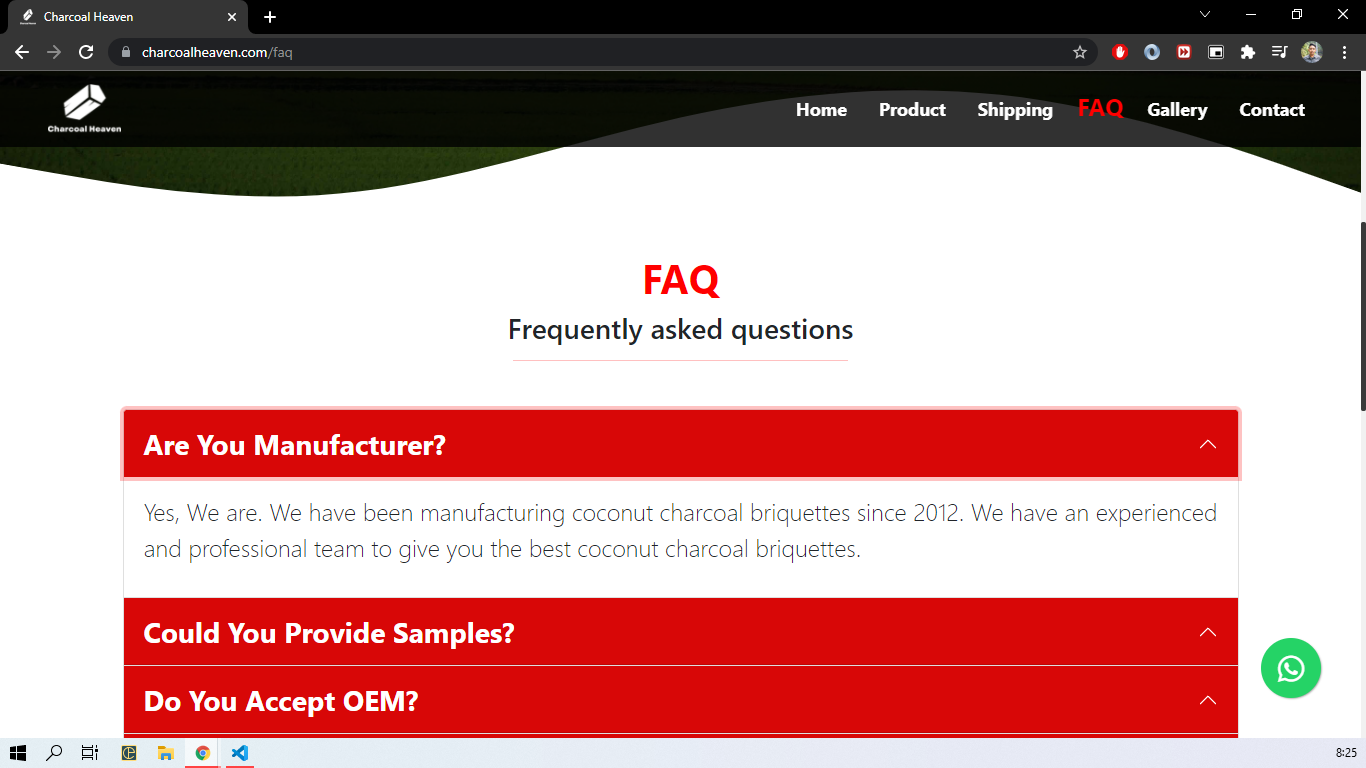 Charcoal Heaven
charcoalheaven.com/faq
Charcoal Heaven
Home Product Shipping FAQ Gallery Contact
FAQ
Frequently asked questions
Are You Manufacturer?
Yes, We are. We have been manufacturing coconut charcoal briquettes since 2012. We have an experienced
and professional team to give you the best coconut charcoal briquettes.
Could You Provide Samples?
Do You Accept OEM?
8:25